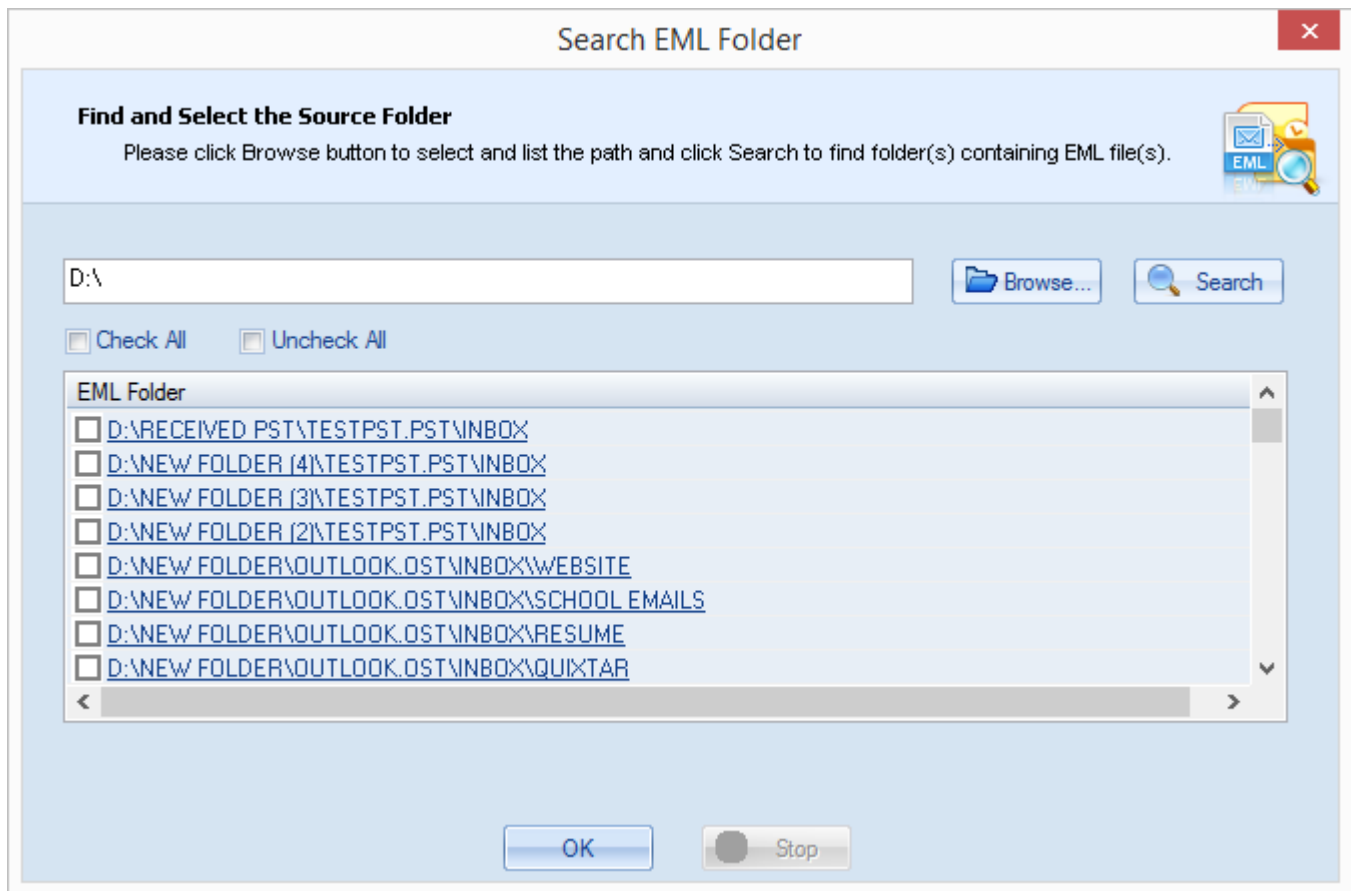 Search EML Folder
Find and Select the Source Folder
Please click Browse button to select and list the path and click Search to find folder(s) containing EML file(s).
EML
D:\
Browse...
Search
Check All
Uncheck All
EML Folder
D:\RECEIVED PST\TESTPST.PST\INBOX
D:\NEW FOLDER (4)\TESTPST.PST\INBOX
D:\NEW FOLDER (3)\TESTPST.PST\INBOX
D:\NEW FOLDER (2)\TESTPST.PST\INBOX
D:\NEW FOLDER\OUTLOOK.OST\INBOX\WEBSITE
D:\NEW FOLDER\OUTLOOK.OST\INBOX\SCHOOL EMAILS
D:\NEW FOLDER\OUTLOOK.OST\INBOX\RESUME
D:\NEW FOLDER\OUTLOOK.OST\INBOX\QUIXTAR
OK
Stop